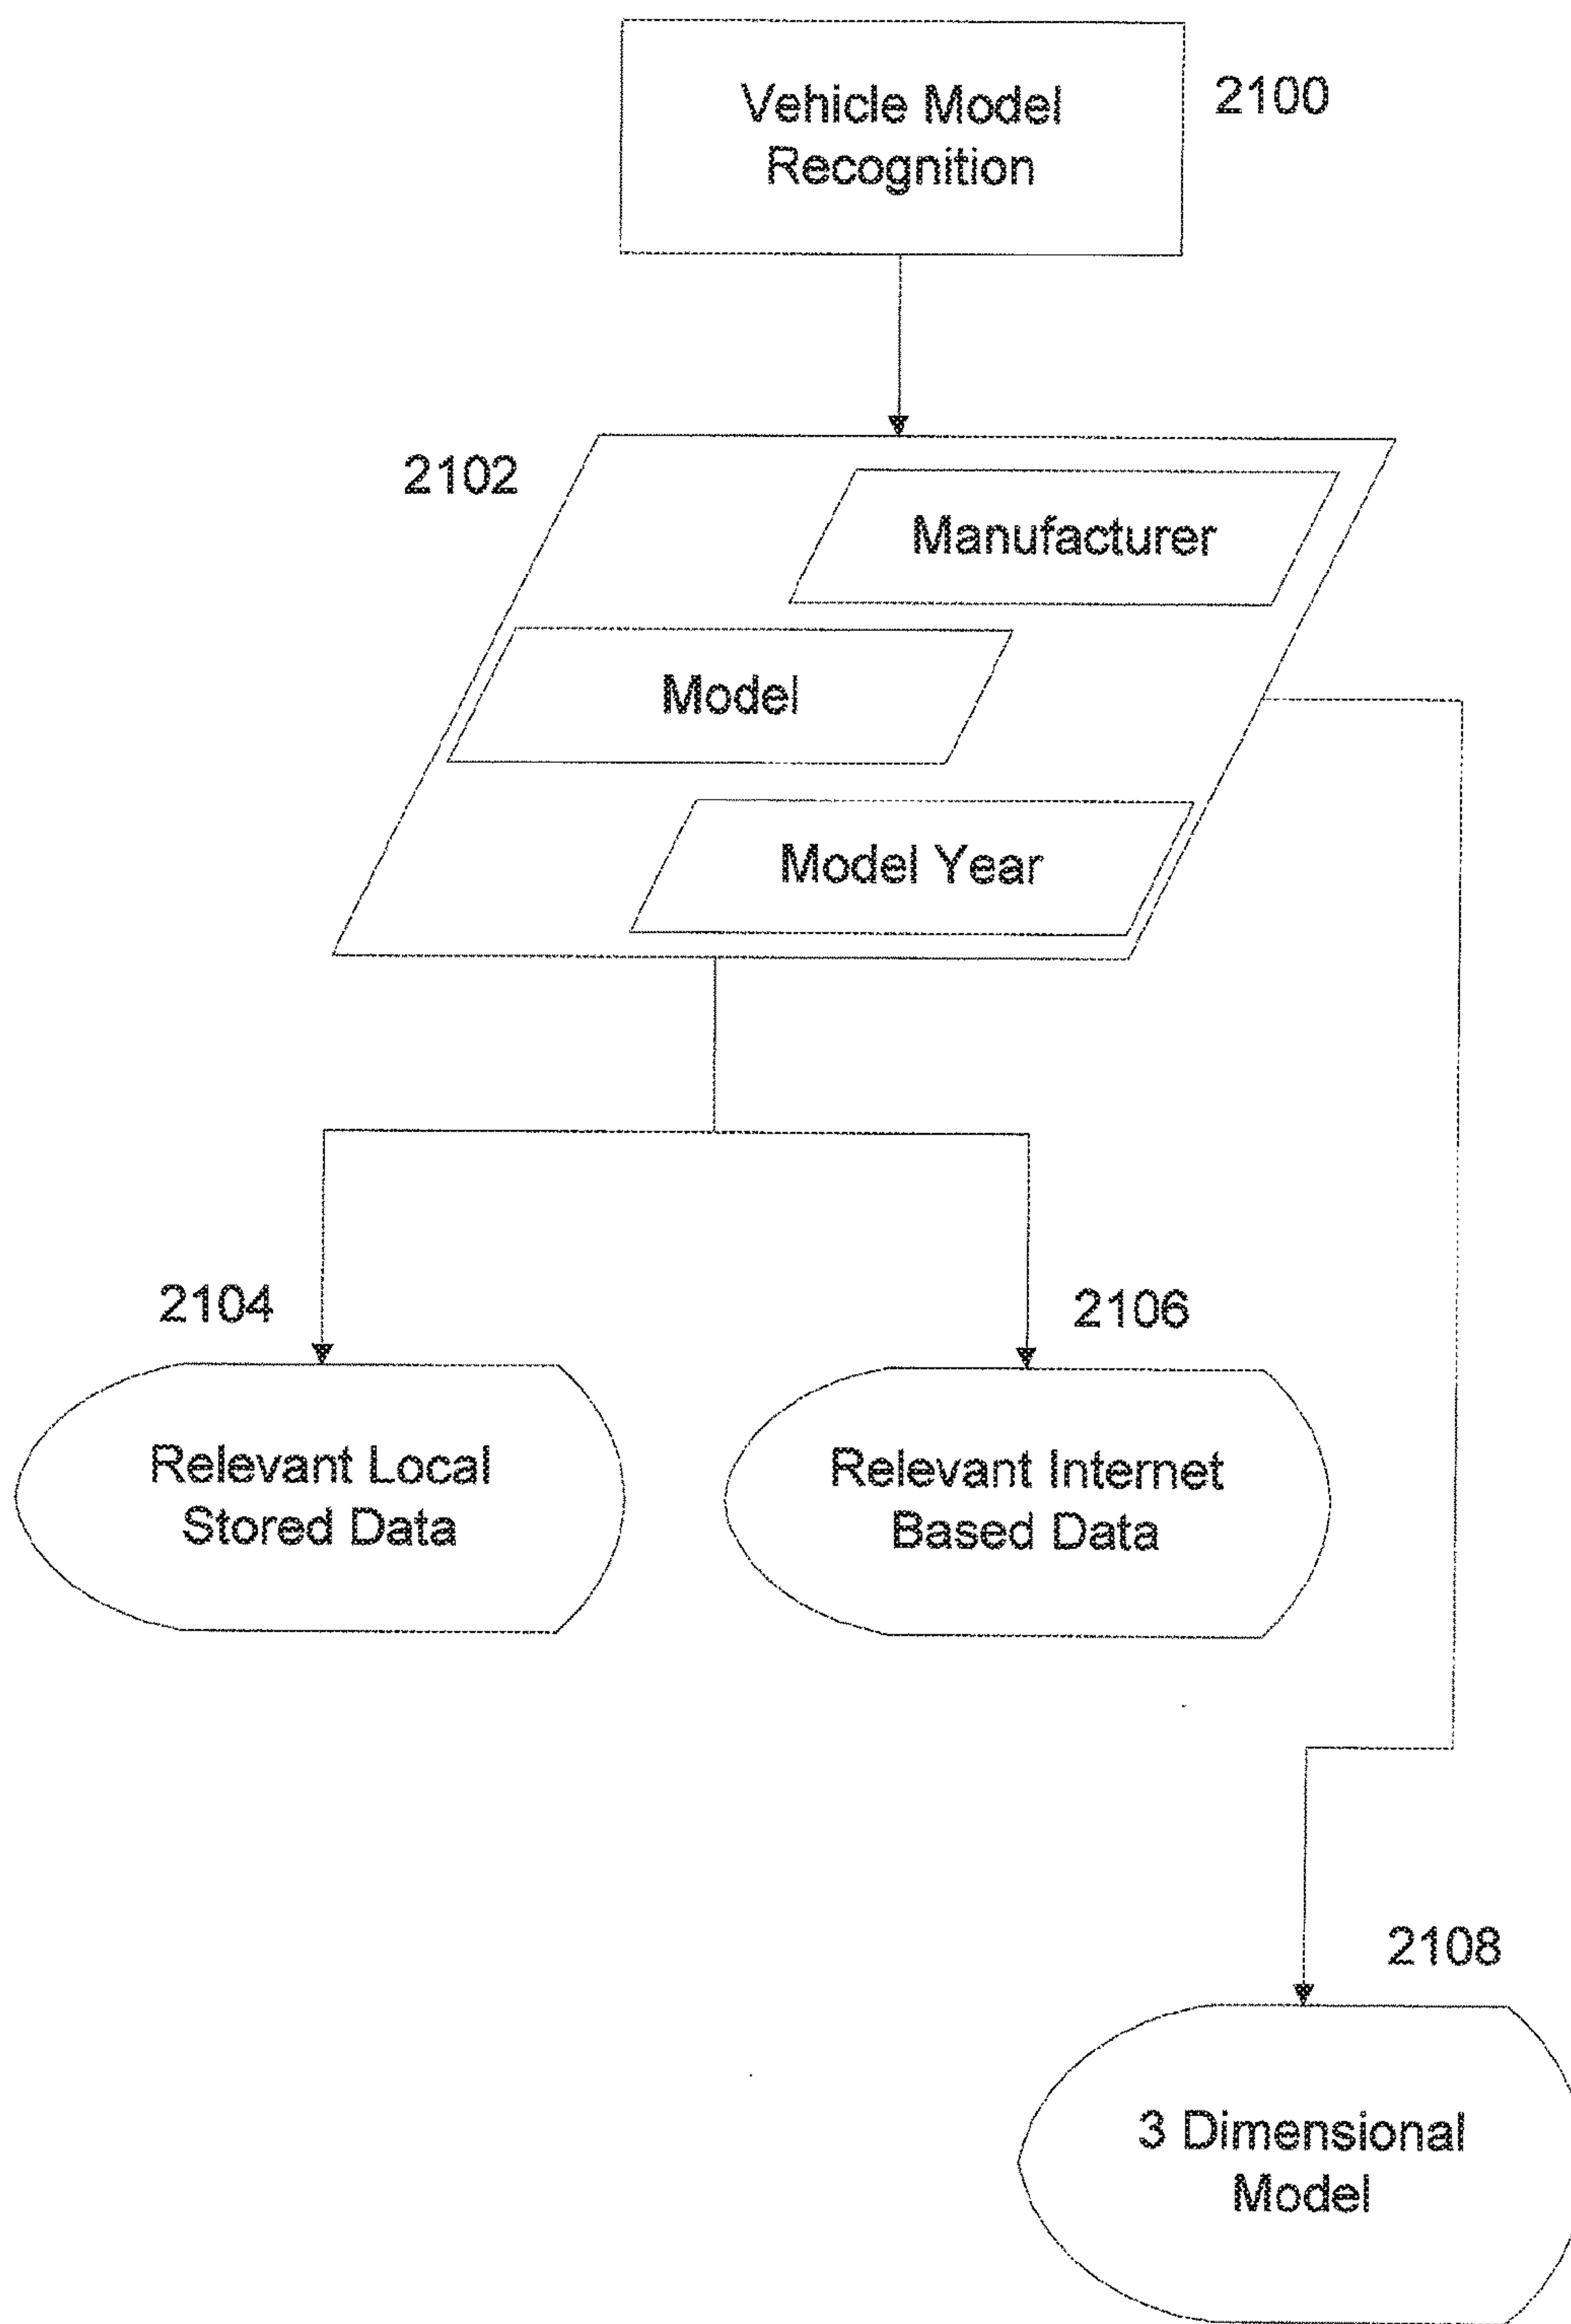 Vehicle Model
Recognition
2100
2102
Manufacturer
Model
Model Year
2104
2106
Relevant Local
Stored Data
Relevant Internet
Based Data
2108
3 Dimensional
Model